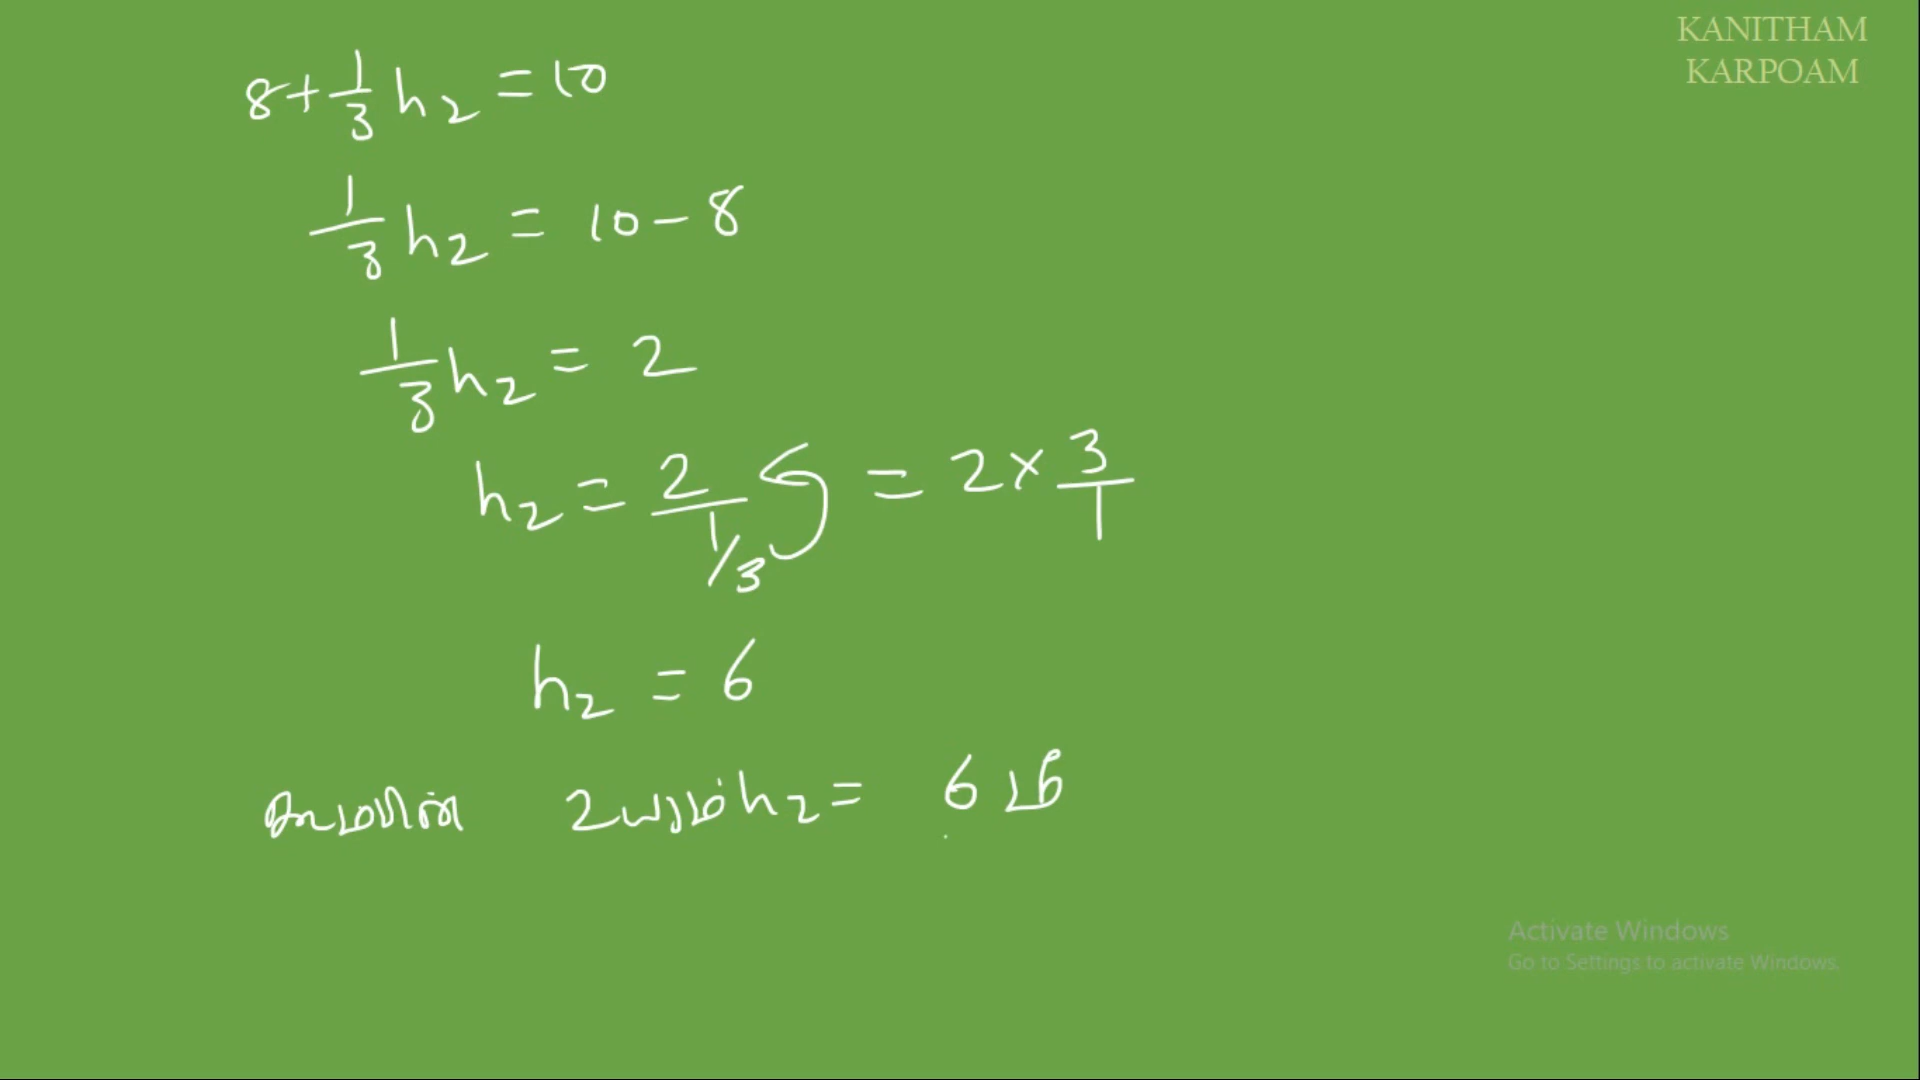 KANITHAM
KARPOAM
8+1/3 h2 = 10
1/3 h2 = 10 - 8
1/3 h2 = 2
h2 = 2/(1/3) = 2 × 3/1
h2 = 6
கூம்பின் உயரம் h2 = 6 மீ
Activate Windows
Go to Settings to activate Windows.